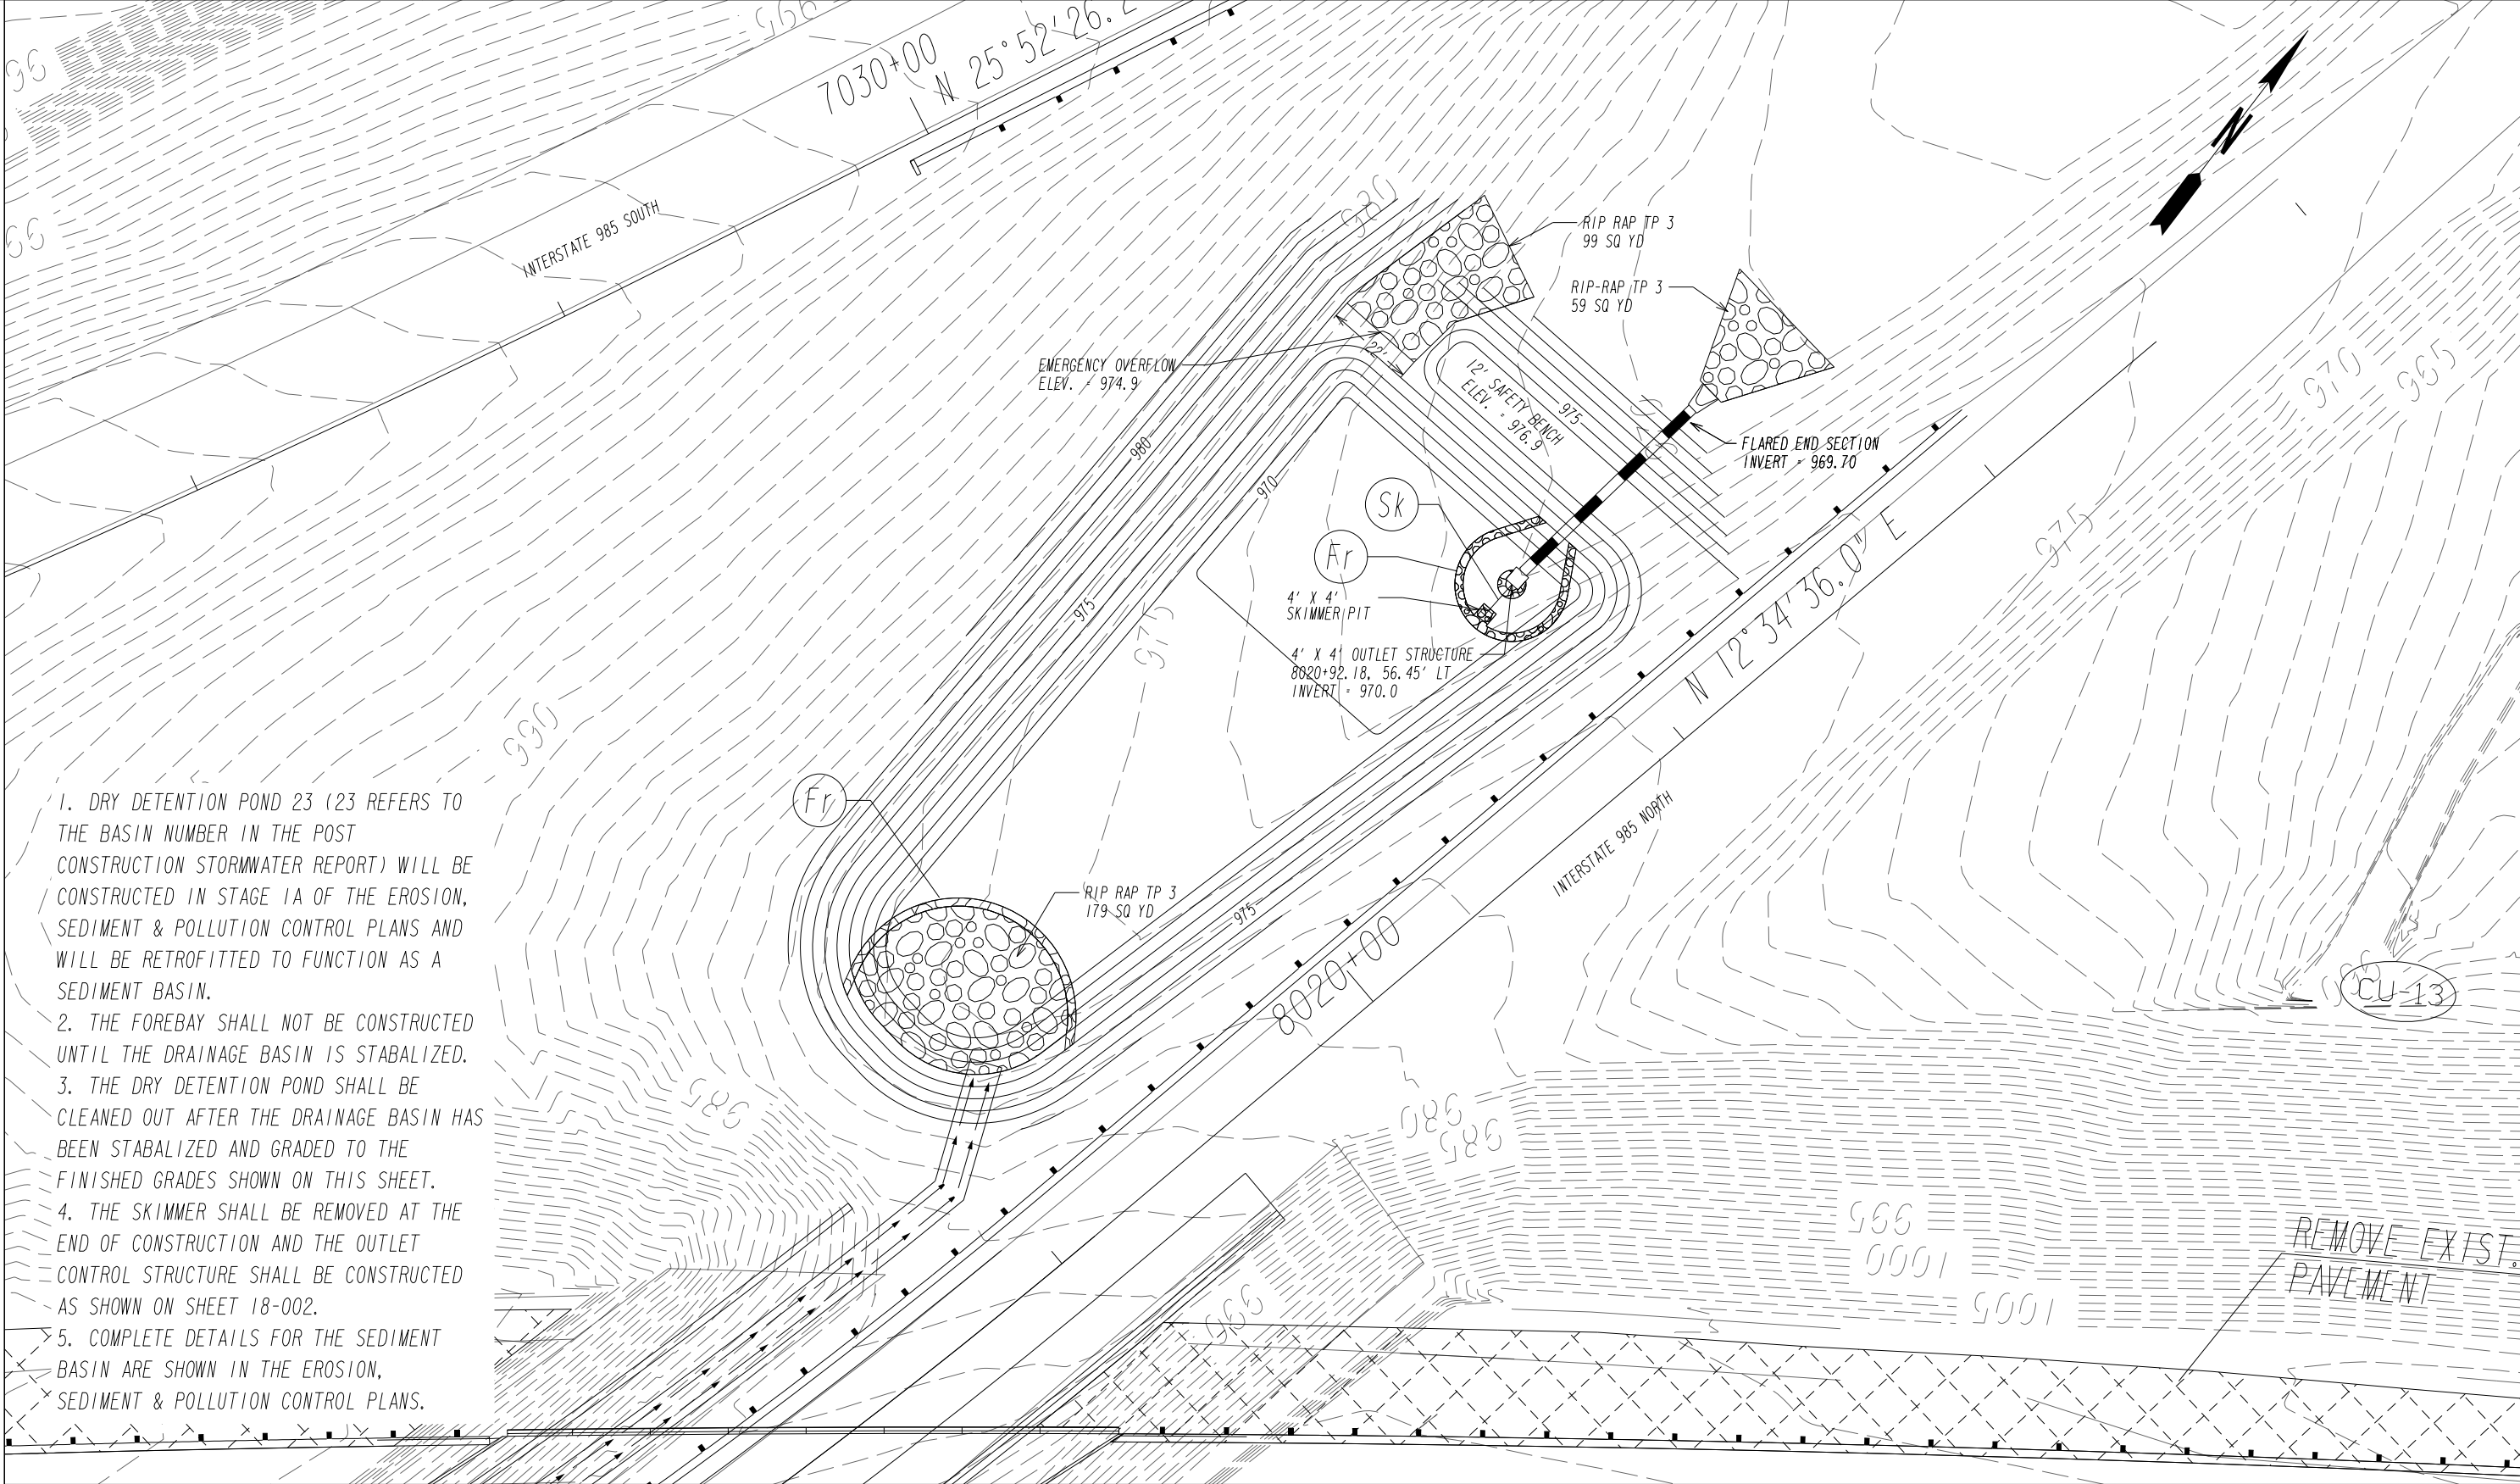 995
7030+00
N 25°52'26.2
INTERSTATE 985 SOUTH
980
RIP RAP TP 3
99 SQ YD
RIP-RAP TP 3
59 SQ YD
N
EMERGENCY OVERFLOW
ELEV. = 974.9
22'
12' SAFETY BENCH
ELEV. = 976.9
975
FLARED END SECTION
INVERT = 969.70
970
965
975
980
970
975
975
Sk
Ar
4' X 4'
SKIMMER PIT
4' X 4' OUTLET STRUCTURE
8020+92.18, 56.45' LT
INVERT = 970.0
N 12°34'36.0" E
990
Fr
RIP RAP TP 3
179 SQ YD
975
8020+00
INTERSTATE 985 NORTH
CU-13
985
980
985
990
995
1000
1005
REMOVE EXIST.
PAVEMENT
1. DRY DETENTION POND 23 (23 REFERS TO
THE BASIN NUMBER IN THE POST
CONSTRUCTION STORMWATER REPORT) WILL BE
CONSTRUCTED IN STAGE 1A OF THE EROSION,
SEDIMENT & POLLUTION CONTROL PLANS AND
WILL BE RETROFITTED TO FUNCTION AS A
SEDIMENT BASIN.
2. THE FOREBAY SHALL NOT BE CONSTRUCTED
UNTIL THE DRAINAGE BASIN IS STABALIZED.
3. THE DRY DETENTION POND SHALL BE
CLEANED OUT AFTER THE DRAINAGE BASIN HAS
BEEN STABALIZED AND GRADED TO THE
FINISHED GRADES SHOWN ON THIS SHEET.
4. THE SKIMMER SHALL BE REMOVED AT THE
END OF CONSTRUCTION AND THE OUTLET
CONTROL STRUCTURE SHALL BE CONSTRUCTED
AS SHOWN ON SHEET 18-002.
5. COMPLETE DETAILS FOR THE SEDIMENT
BASIN ARE SHOWN IN THE EROSION,
SEDIMENT & POLLUTION CONTROL PLANS.